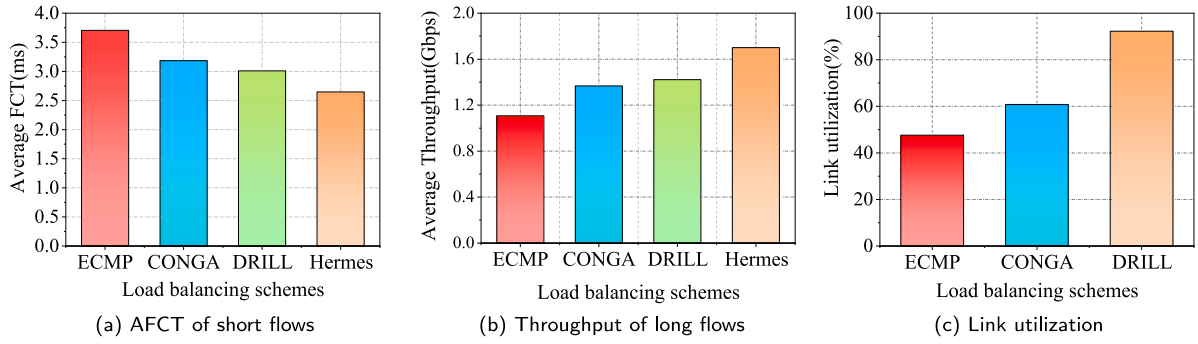 Average FCT(ms)
4.0
3.5
3.0
2.5
2.0
1.5
1.0
0.5
0.0
ECMP CONGA DRILL Hermes
Load balancing schemes
(a) AFCT of short flows
Average Throughput(Gbps)
2.0
1.6
1.2
0.8
0.4
0.0
ECMP CONGA DRILL Hermes
Load balancing schemes
(b) Throughput of long flows
Link utilization(%)
100
80
60
40
20
0
ECMP CONGA DRILL
Load balancing schemes
(c) Link utilization